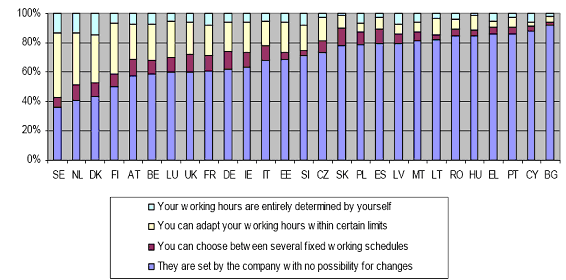 100%
80%
60%
40%
20%
0%
SE NL DK FI AT BE LU UK FR DE IE IT EE SI CZ SK PL ES LV MT LT RO HU EL PT CY BG
Your working hours are entirely determined by yourself
You can adapt your working hours within certain limits
You can choose between several fixed working schedules
They are set by the company with no possibility for changes